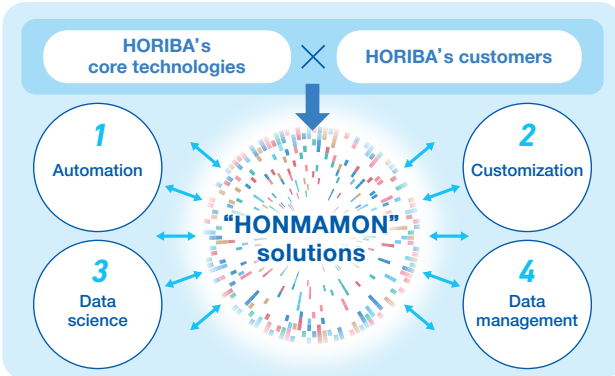 HORIBA's
core technologies
×
HORIBA's customers
1
Automation
2
Customization
"HONMAMON"
solutions
3
Data
science
4
Data
management